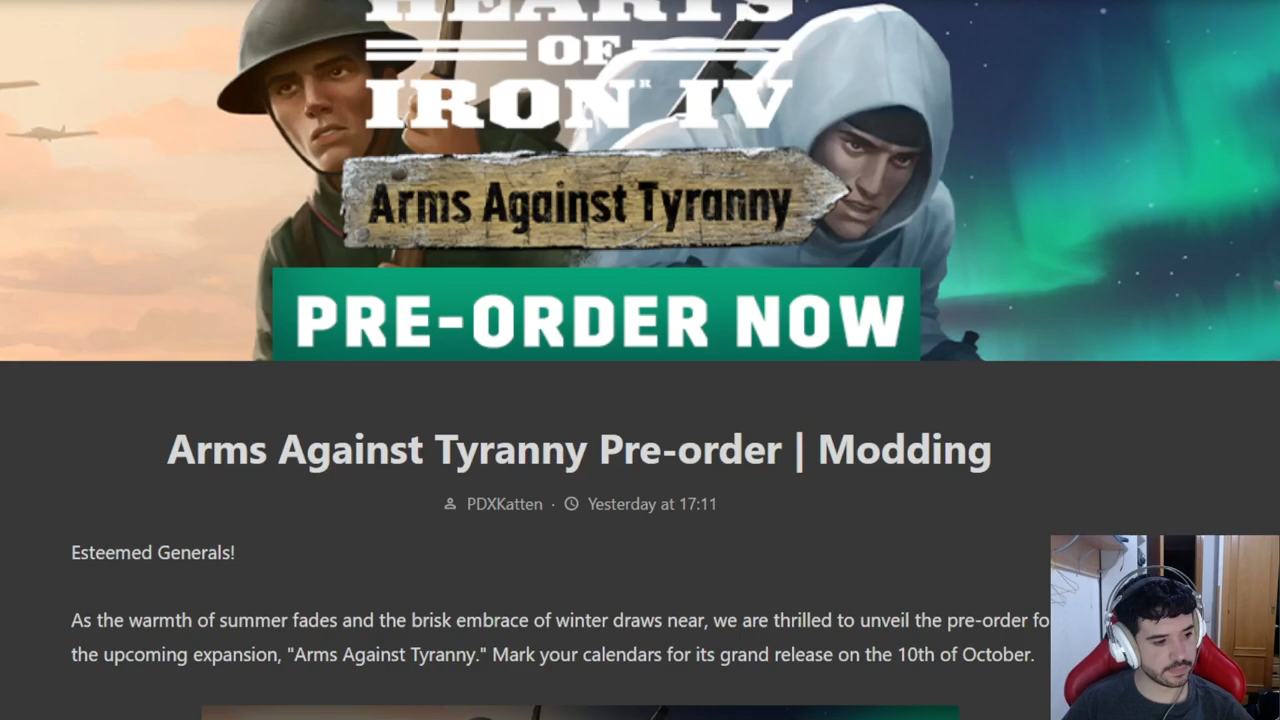 HEARTS
OF
IRON IV
Arms Against Tyranny
PRE-ORDER NOW
Arms Against Tyranny Pre-order | Modding
PDXKatten · Yesterday at 17:11
Esteemed Generals!
As the warmth of summer fades and the brisk embrace of winter draws near, we are thrilled to unveil the pre-order fo
the upcoming expansion, "Arms Against Tyranny." Mark your calendars for its grand release on the 10th of October.